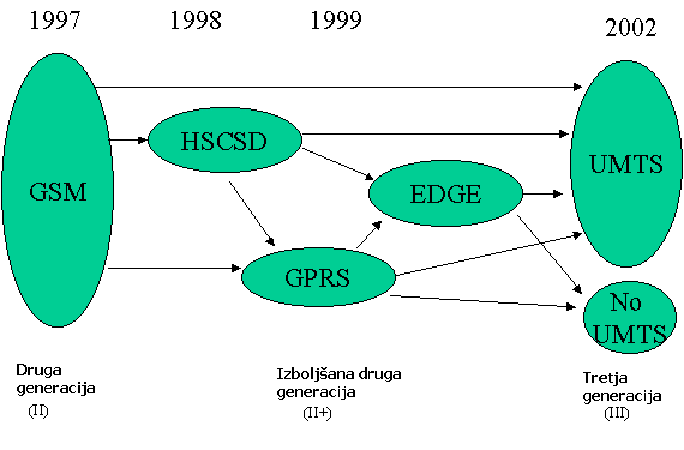 1997 1998 1999 2002
GSM
HSCSD
EDGE
GPRS
UMTS
No
UMTS
Druga
generacija
(II)
Izboljšana druga
generacija
(II+)
Tretja
generacija
(III)